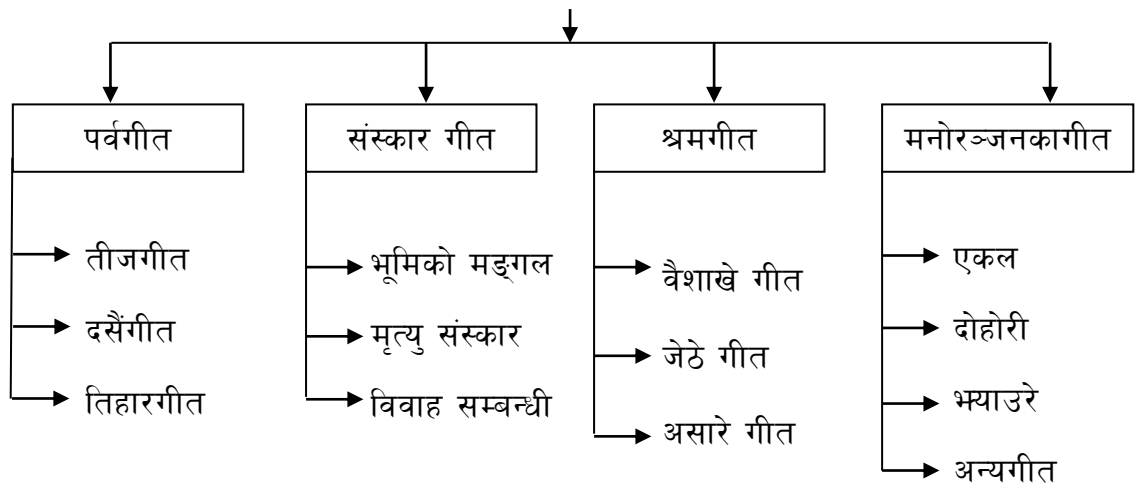 पर्वगीत
तीजगीत
दसैंगीत
तिहारगीत
संस्कार गीत
भूमिको मङ्गल
मृत्यु संस्कार
विवाह सम्बन्धी
श्रमगीत
वैशाखे गीत
जेठे गीत
असारे गीत
मनोरञ्जनकागीत
एकल
दोहोरी
झ्याउरे
अन्यगीत